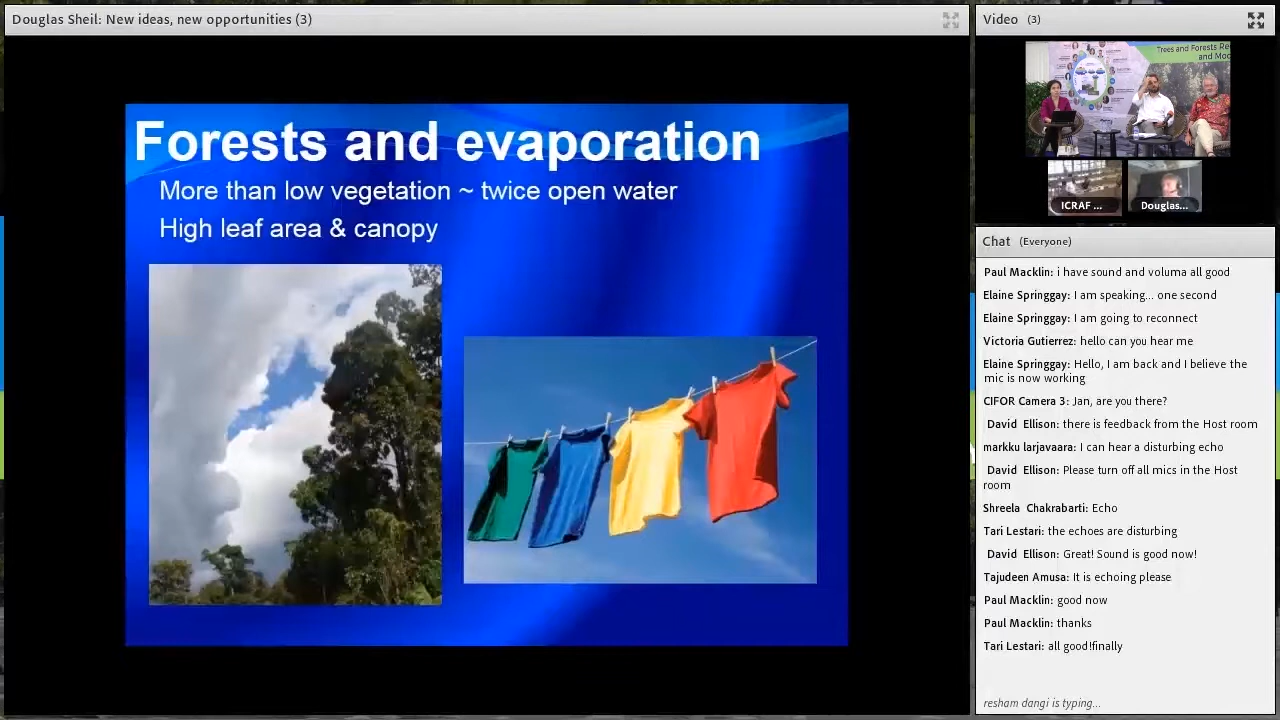 Douglas Sheil: New ideas, new opportunities (3)
Forests and evaporation
More than low vegetation ~ twice open water
High leaf area & canopy
Video (3)
Trees and Forests Re
and Moc
ICRAF ...
Douglas...
Chat (Everyone)
Paul Macklin: i have sound and voluma all good
Elaine Springgay: I am speaking... one second
Elaine Springgay: I am going to reconnect
Victoria Gutierrez: hello can you hear me
Elaine Springgay: Hello, I am back and I believe the
mic is now working
CIFOR Camera 3: Jan, are you there?
David Ellison: there is feedback from the Host room
markku larjavaara: I can hear a disturbing echo
David Ellison: Please turn off all mics in the Host
room
Shreela Chakrabarti: Echo
Tari Lestari: the echoes are disturbing
David Ellison: Great! Sound is good now!
Tajudeen Amusa: It is echoing please
Paul Macklin: good now
Paul Macklin: thanks
Tari Lestari: all good!finally
resham dangi is typing...